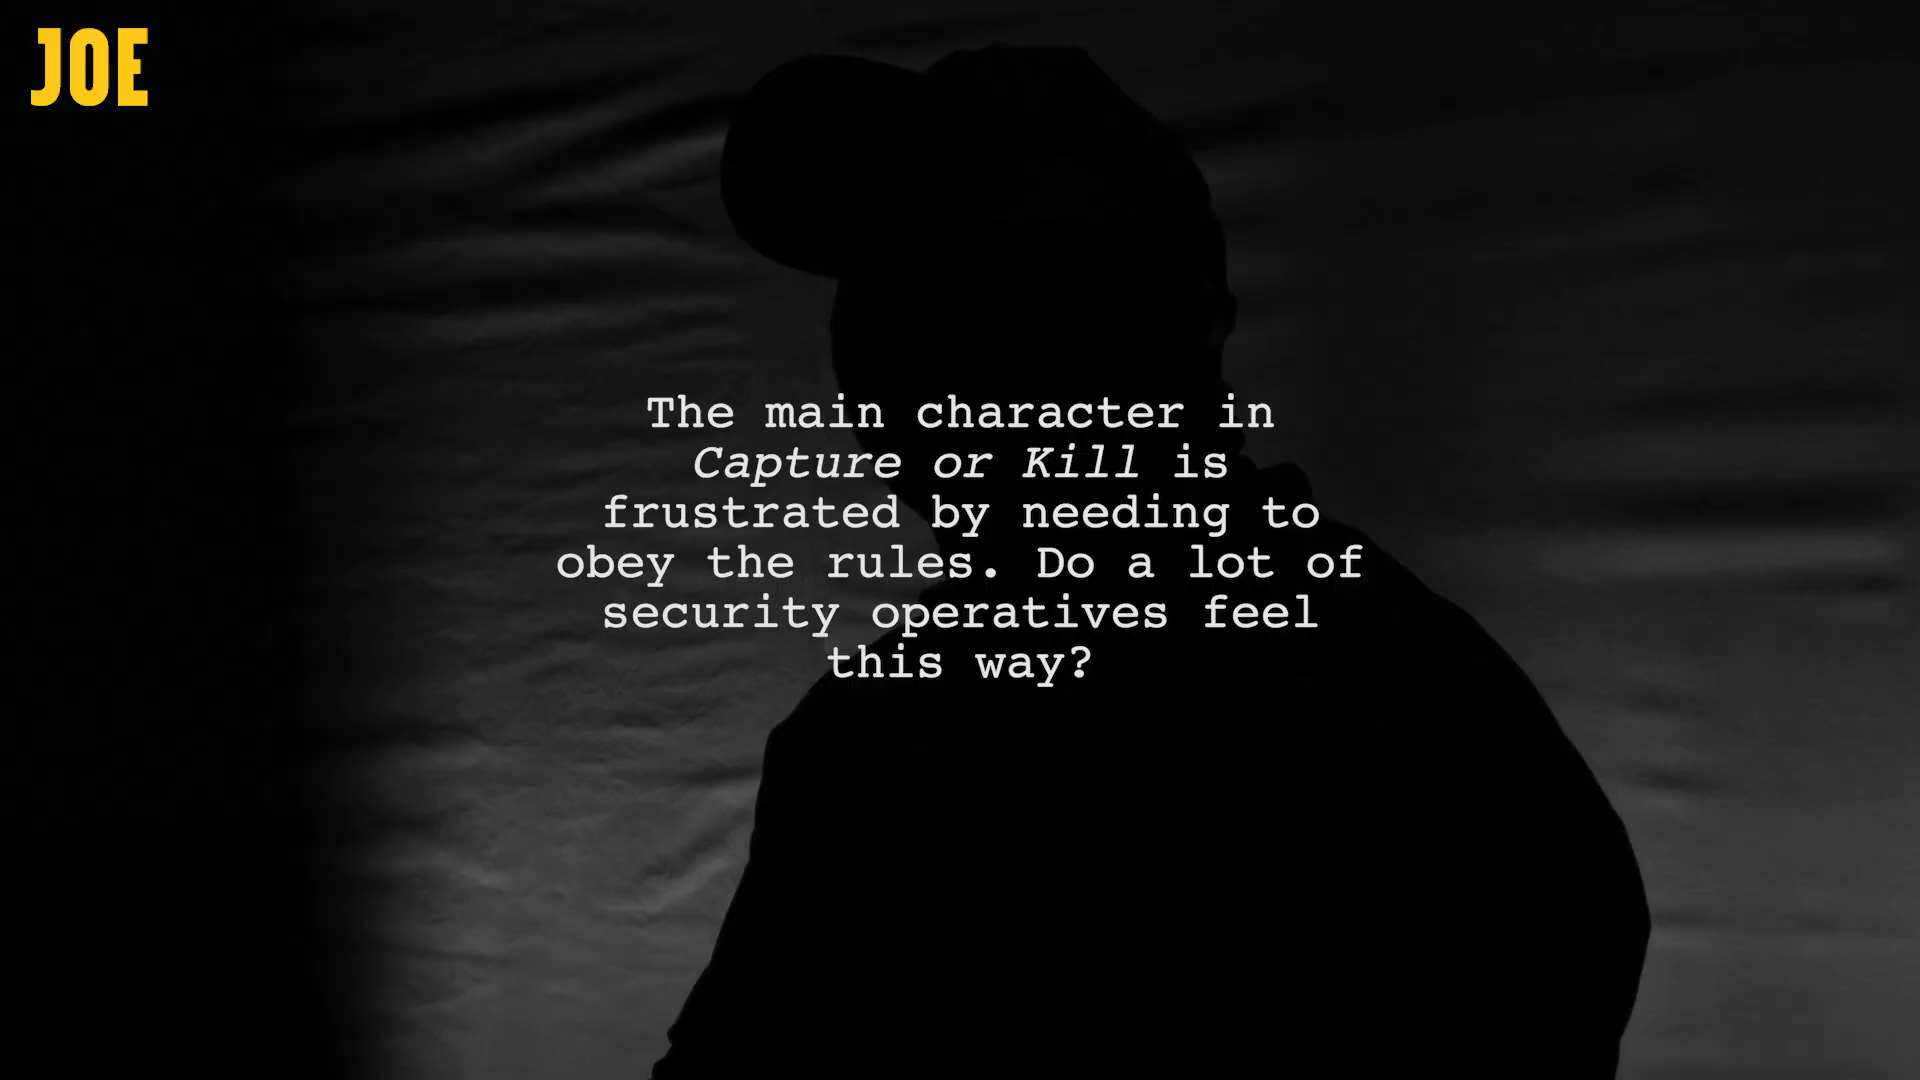 JOE
The main character in
Capture or Kill is
frustrated by needing to
obey the rules. Do a lot of
security operatives feel
this way?